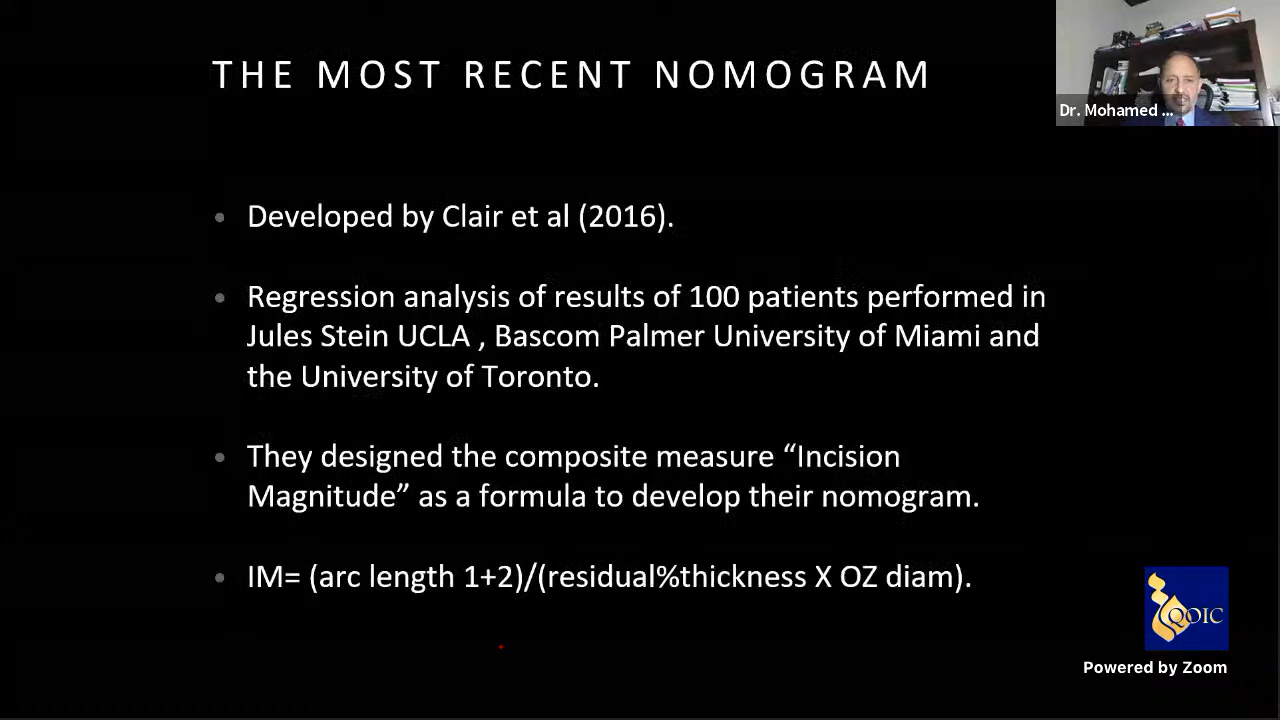 THE MOST RECENT NOMOGRAM
Dr. Mohamed ...
• Developed by Clair et al (2016).
• Regression analysis of results of 100 patients performed in
Jules Stein UCLA , Bascom Palmer University of Miami and
the University of Toronto.
• They designed the composite measure “Incision
Magnitude” as a formula to develop their nomogram.
• IM= (arc length 1+2)/(residual%thickness X OZ diam).
QOIC
Powered by Zoom